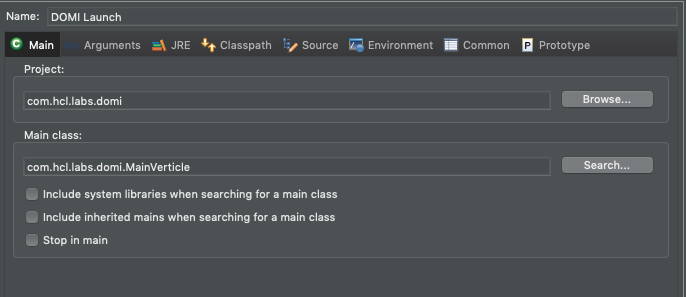 Name: DOMI Launch
Main Arguments JRE Classpath Source Environment Common Prototype
Project:
com.hcl.labs.domi Browse...
Main class:
com.hcl.labs.domi.MainVerticle Search...
Include system libraries when searching for a main class
Include inherited mains when searching for a main class
Stop in main